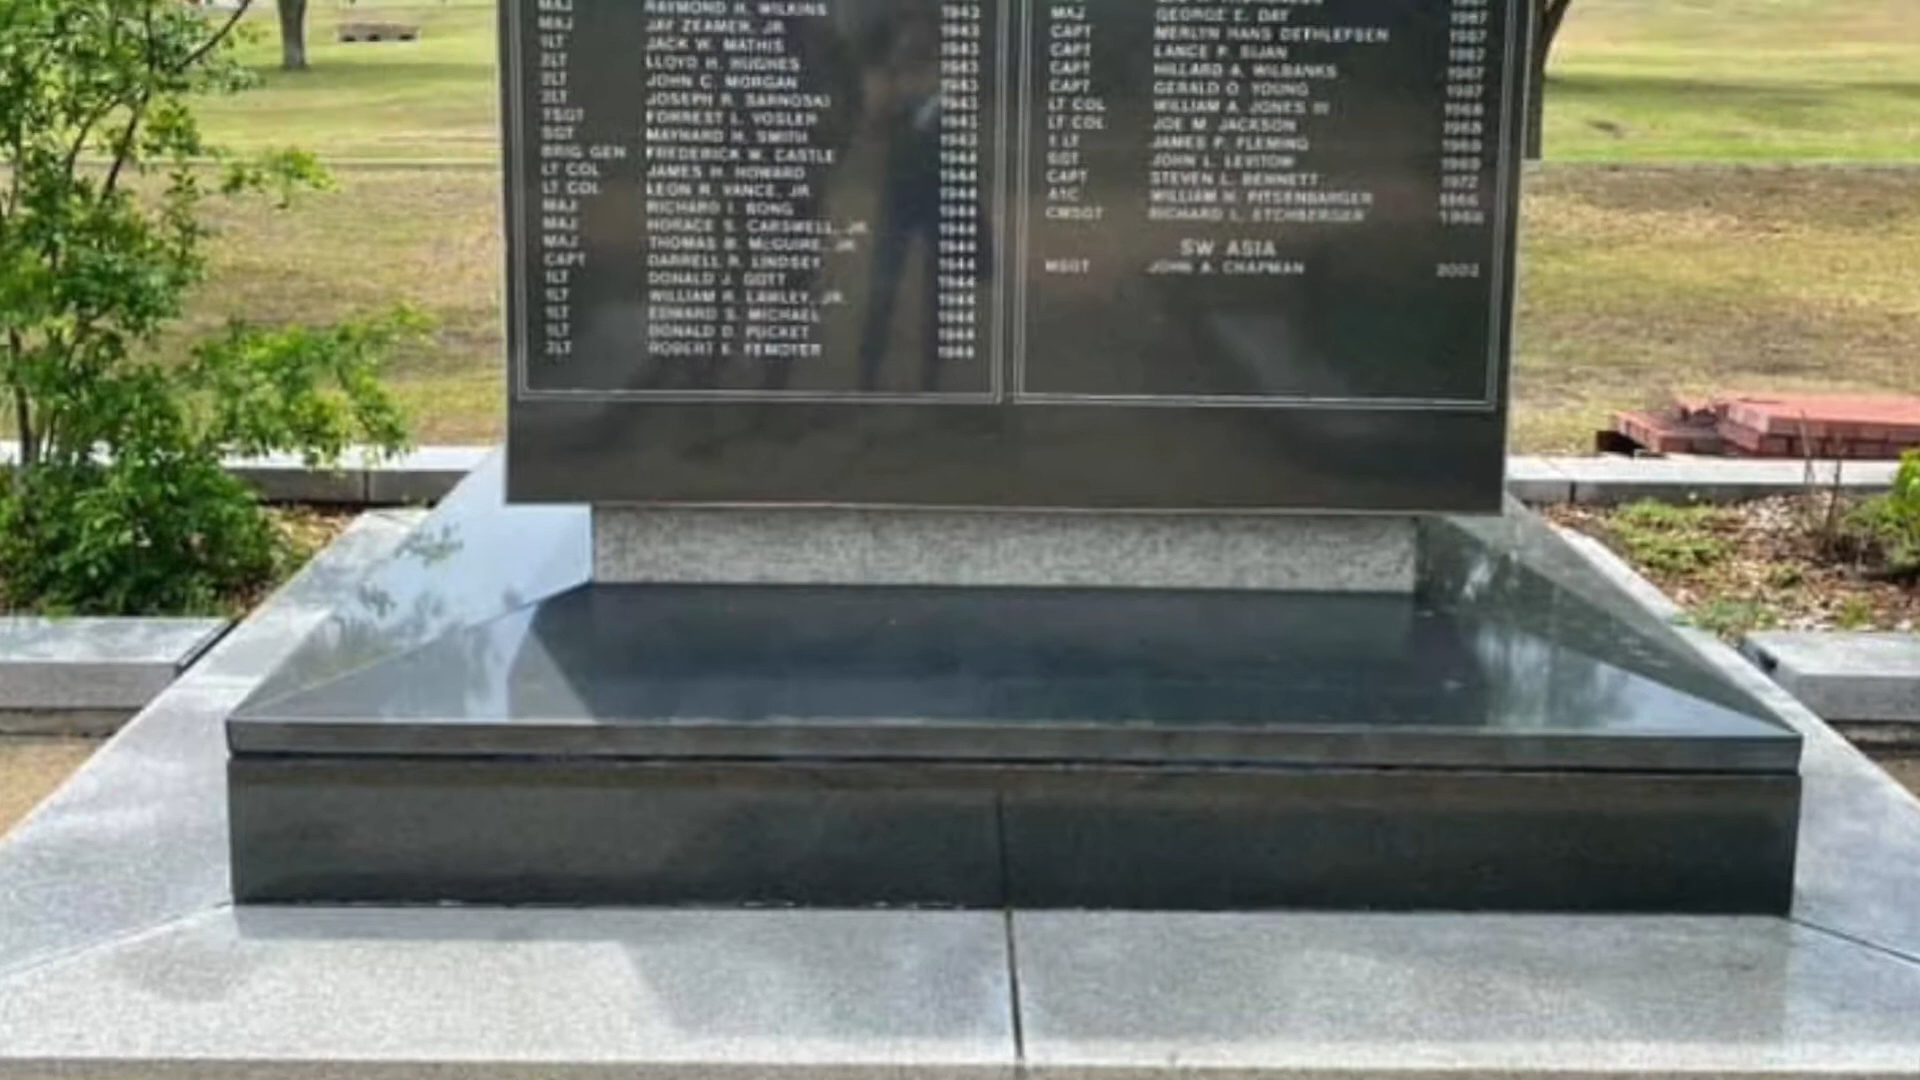 MAJ RAYMOND H. WILKINS 1943
MAJ JAY ZEAMER, JR. 1943
1LT JACK W. MATHIS 1943
2LT LLOYD H. HUGHES 1943
2LT JOHN C. MORGAN 1943
2LT JOSEPH R. SARNOSKI 1943
TSGT FORREST L. VOSLER 1943
SGT MAYNARD H. SMITH 1943
BRIG GEN FREDERICK W. CASTLE 1944
LT COL JAMES H. HOWARD 1944
LT COL LEON R. VANCE, JR. 1944
MAJ RICHARD I. BONG 1944
MAJ HORACE S. CARSWELL, JR. 1944
MAJ THOMAS B. McGUIRE, JR. 1944
CAPT DARRELL R. LINDSEY 1944
1LT DONALD J. GOTT 1944
1LT WILLIAM R. LAWLEY, JR. 1944
1LT EDWARD S. MICHAEL 1944
1LT DONALD D. PUCKET 1944
2LT ROBERT E. FEMOYER 1944
MAJ GEORGE E. DAY 1967
CAPT MERLYN HANS DETHLEFSEN 1967
CAPT LANCE P. SIJAN 1967
CAPT HILLARD A. WILBANKS 1967
CAPT GERALD O. YOUNG 1967
LT COL WILLIAM A. JONES III 1968
LT COL JOE M. JACKSON 1968
1 LT JAMES P. FLEMING 1968
SGT JOHN L. LEVITOW 1969
CAPT STEVEN L. BENNETT 1972
A1C WILLIAM H. PITSENBARGER 1966
CMSGT RICHARD L. ETCHBERGER 1968
SW ASIA
MSGT JOHN A. CHAPMAN 2002